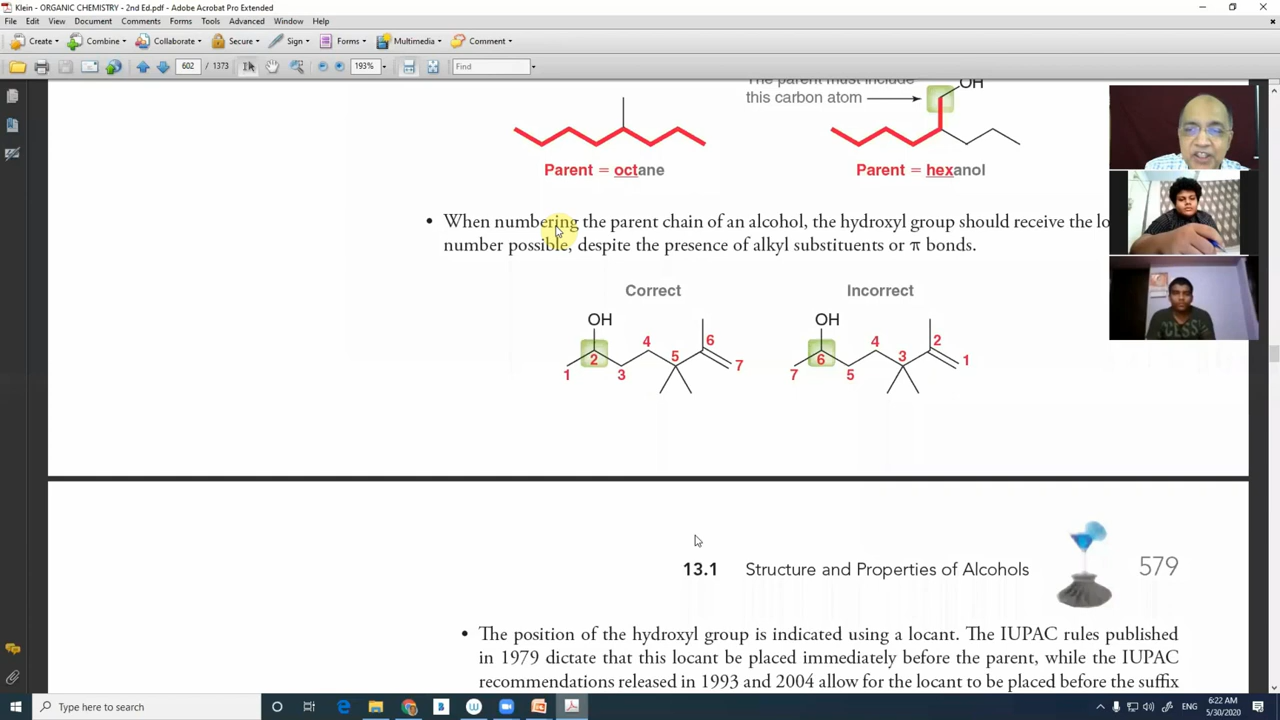 Klein - ORGANIC CHEMISTRY - 2nd Ed.pdf - Adobe Acrobat Pro Extended
File Edit View Document Comments Forms Tools Advanced Window Help
Create Combine Collaborate Secure Sign Forms Multimedia Comment
602 / 1373 193% Find
The parent must include
this carbon atom
OH
Parent = octane
Parent = hexanol
• When numbering the parent chain of an alcohol, the hydroxyl group should receive the lo
number possible, despite the presence of alkyl substituents or π bonds.
Correct Incorrect
OH OH
1 2 3 4 5 6 7
7 6 5 4 3 2 1
13.1 Structure and Properties of Alcohols 579
• The position of the hydroxyl group is indicated using a locant. The IUPAC rules published
in 1979 dictate that this locant be placed immediately before the parent, while the IUPAC
recommendations released in 1993 and 2004 allow for the locant to be placed before the suffix
Type here to search
ENG
6:22 AM
5/30/2020